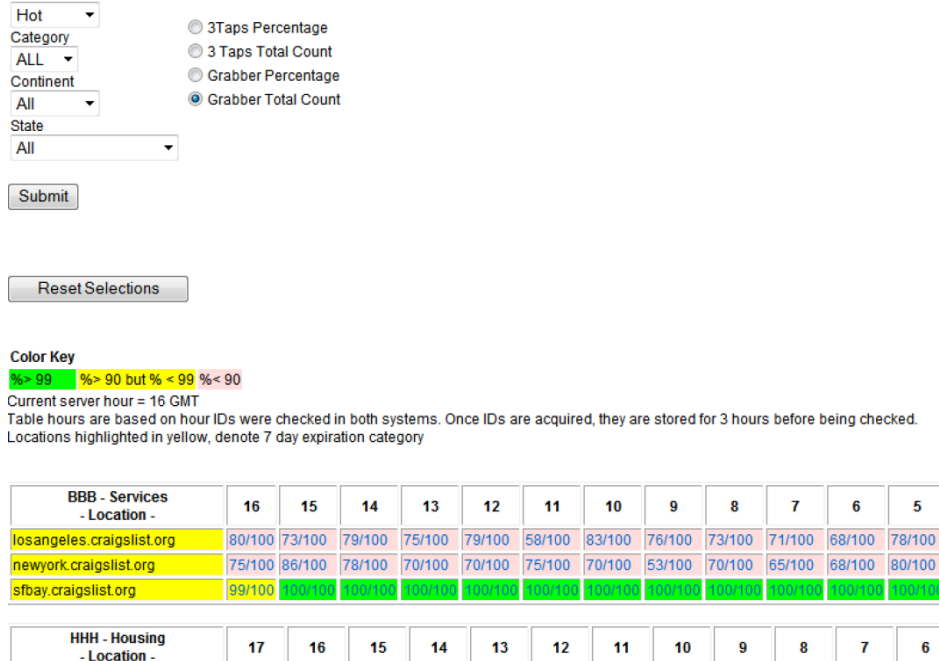 Hot
Category
ALL
Continent
All
State
All
3Taps Percentage
3 Taps Total Count
Grabber Percentage
Grabber Total Count
Submit
Reset Selections
Color Key
%> 99 %> 90 but % < 99 %< 90
Current server hour = 16 GMT
Table hours are based on hour IDs were checked in both systems. Once IDs are acquired, they are stored for 3 hours before being checked.
Locations highlighted in yellow, denote 7 day expiration category
BBB - Services
- Location - 16 15 14 13 12 11 10 9 8 7 6 5
losangeles.craigslist.org 80/100 73/100 79/100 75/100 79/100 58/100 83/100 76/100 73/100 71/100 68/100 78/100
newyork.craigslist.org 75/100 86/100 78/100 70/100 70/100 75/100 70/100 53/100 70/100 65/100 68/100 80/100
sfbay.craigslist.org 99/100 100/100 100/100 100/100 100/100 100/100 100/100 100/100 100/100 100/100 100/100 100/100
HHH - Housing
- Location - 17 16 15 14 13 12 11 10 9 8 7 6